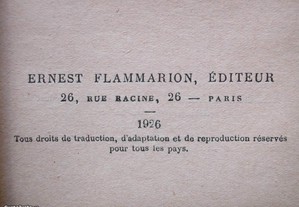 ERNEST FLAMMARION, ÉDITEUR
26, RUE RACINE, 26 — PARIS
—
1926
Tous droits de traduction, d'adaptation et de reproduction réservés
pour tous les pays.